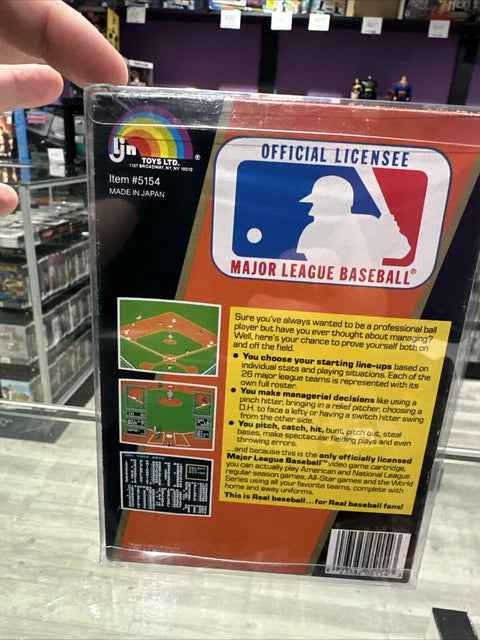 LJN
TOYS LTD.
1107 BROADWAY, NY, NY 10010
Item #5154
MADE IN JAPAN
OFFICIAL LICENSEE
MAJOR LEAGUE BASEBALL®
Sure you've always wanted to be a professional ball
player but have you ever thought about managing?
Well, here's your chance to prove yourself both on
and off the field.
• You choose your starting line-ups based on
individual stats and playing situations. Each of the
26 major league teams is represented with its
own full roster.
• You make managerial decisions like using a
pinch hitter, bringing in a relief pitcher, choosing a
D.H. to face a lefty or having a switch hitter swing
from the other side.
• You pitch, catch, hit, bunt, pitch out, steal
bases, make spectacular fielding plays and even
throwing errors.
...and because this is the only officially licensed
Major League Baseball™ video game cartridge,
you can actually play American and National League
regular season games, All-Star games and the World
Series using all your favorite teams, complete with
home and away uniforms.
This is Real baseball...for Real baseball fans!